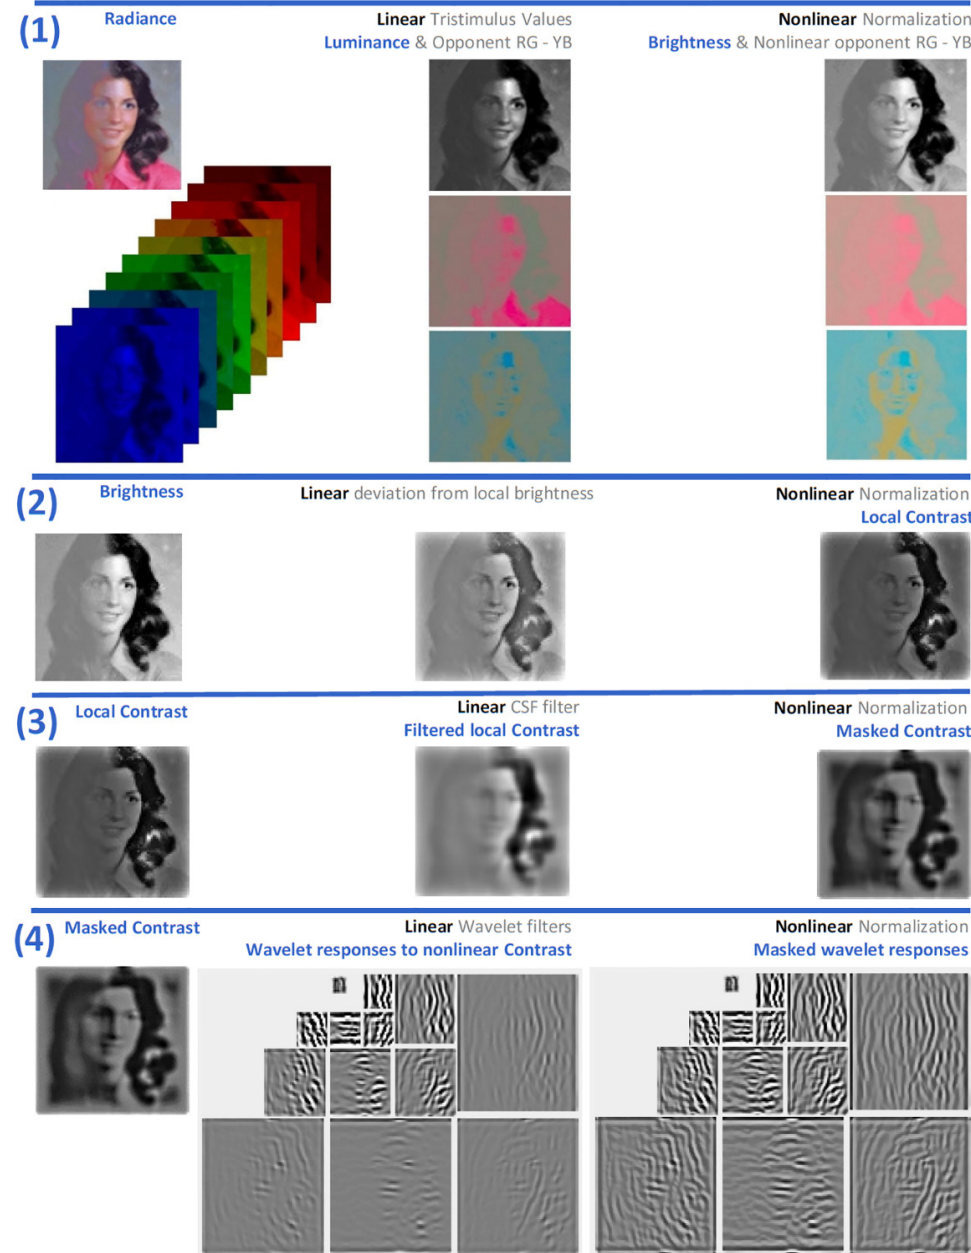 (1)
Radiance
Linear Tristimulus Values
Luminance & Opponent RG - YB
Nonlinear Normalization
Brightness & Nonlinear opponent RG - YB
(2)
Brightness
Linear deviation from local brightness
Nonlinear Normalization
Local Contrast
(3)
Local Contrast
Linear CSF filter
Filtered local Contrast
Nonlinear Normalization
Masked Contrast
(4)
Masked Contrast
Linear Wavelet filters
Wavelet responses to nonlinear Contrast
Nonlinear Normalization
Masked wavelet responses